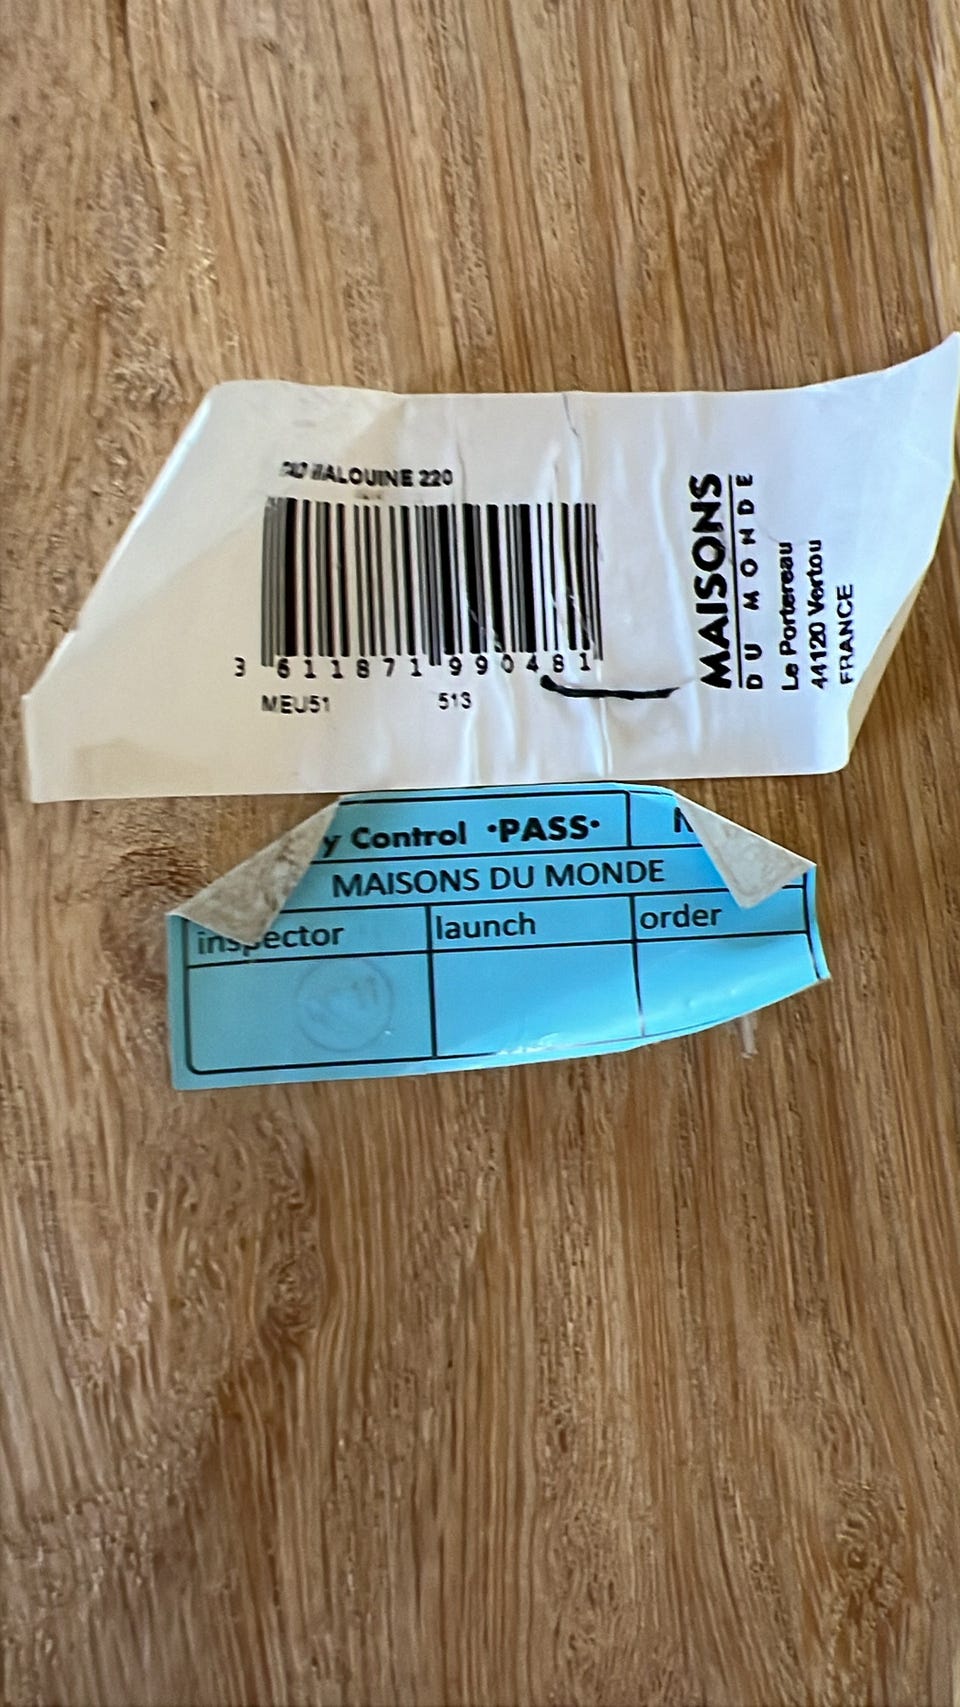 MALOUINE 220
3 611871 990481
MEU51 513
MAISONS
DU MONDE
Le Portereau
44120 Vertou
FRANCE
y Control •PASS•
MAISONS DU MONDE
inspector launch order